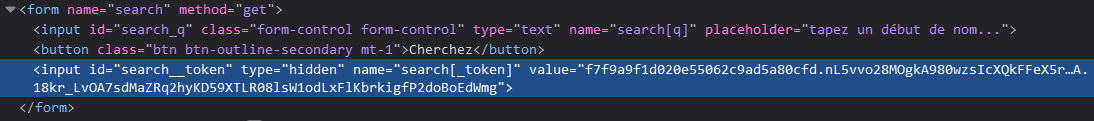 <form name="search" method="get">
<input id="search_q" class="form-control form-control" type="text" name="search[q]" placeholder="tapez un début de nom...">
<button class="btn btn-outline-secondary mt-1">Cherchez</button>
<input id="search__token" type="hidden" name="search[_token]" value="f7f9a9f1d020e55062c9ad5a80cfd.nL5vvo28MOgkA980wzsIcXQkFFeX5r…A.
18kr_LvOA7sdMaZRq2hyKD59XTLR08lsW1odLxFlKbrkigfP2doBoEdWmg">
</form>